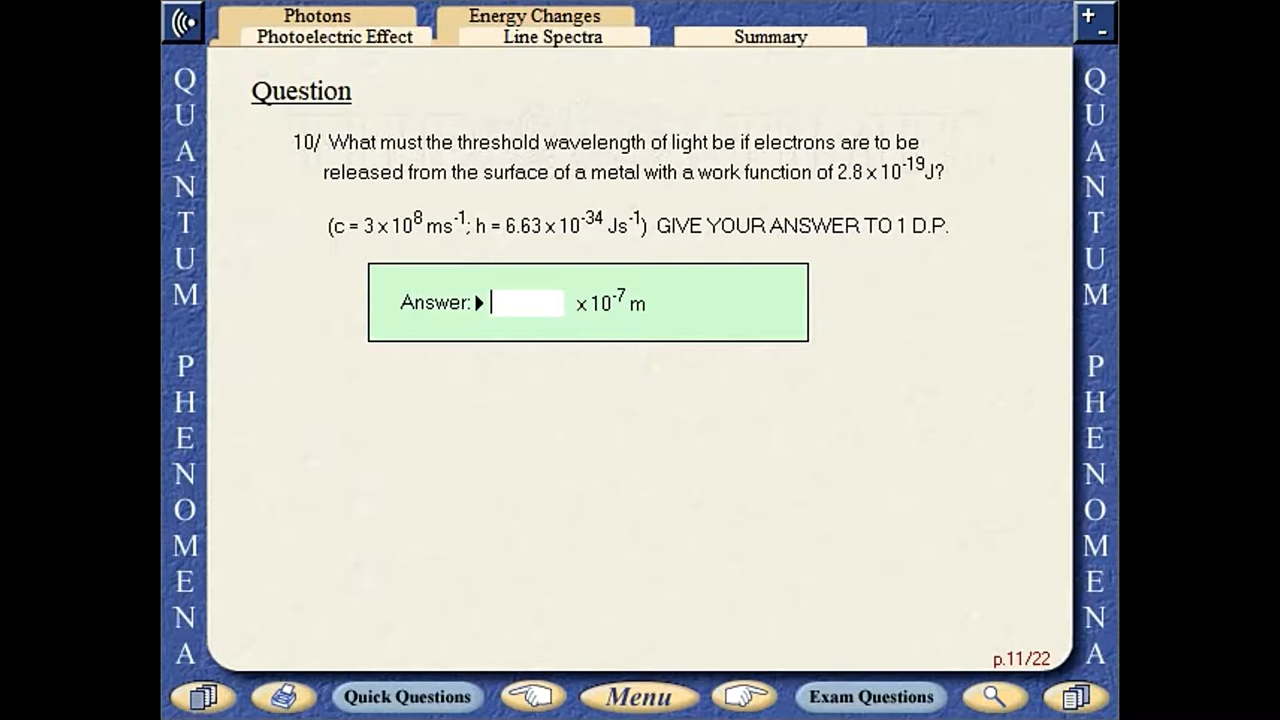 Photons
Energy Changes
Photoelectric Effect
Line Spectra
Summary
+
-
QUANTUM PHENOMENA
QUANTUM PHENOMENA
Question
10/ What must the threshold wavelength of light be if electrons are to be
released from the surface of a metal with a work function of 2.8 x 10⁻¹⁹J?
(c = 3 x 10⁸ ms⁻¹; h = 6.63 x 10⁻³⁴ Js⁻¹) GIVE YOUR ANSWER TO 1 D.P.
Answer: x 10⁻⁷ m
p.11/22
Quick Questions
Menu
Exam Questions